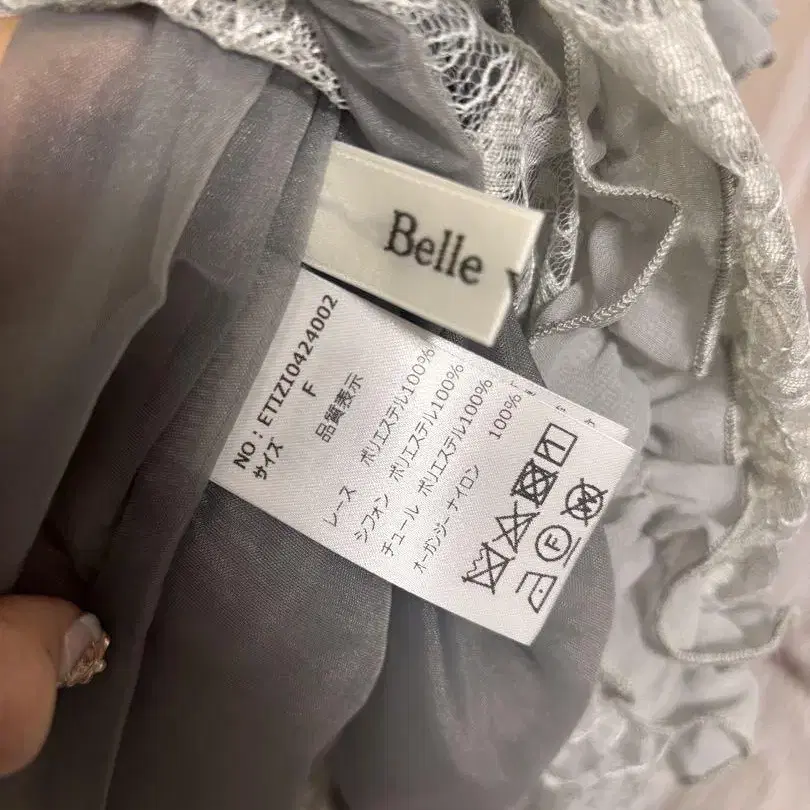 Belle
NO：ETIZI0424002
サイズ F
品質表示
レース ポリエステル100%
シフォン ポリエステル100%
チュール ポリエステル100%
オーガンジーナイロン 100%
F